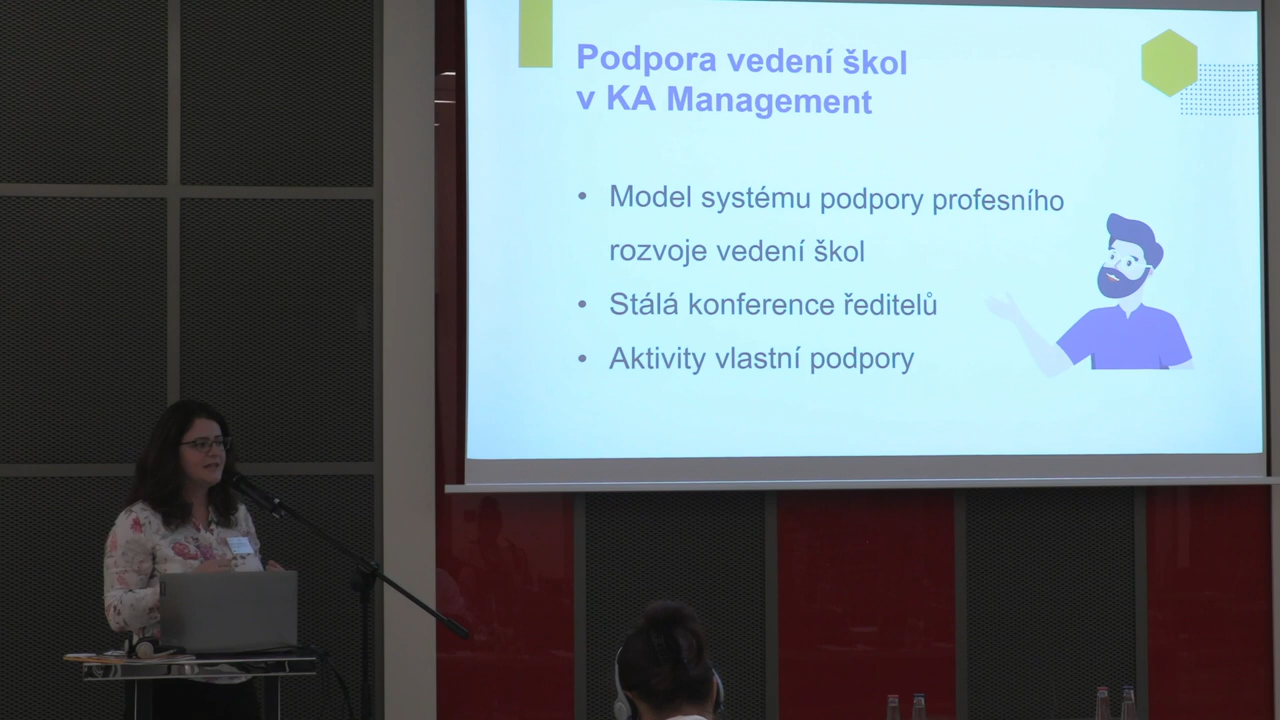 Podpora vedení škol
v KA Management
• Model systému podpory profesního
rozvoje vedení škol
• Stálá konference ředitelů
• Aktivity vlastní podpory